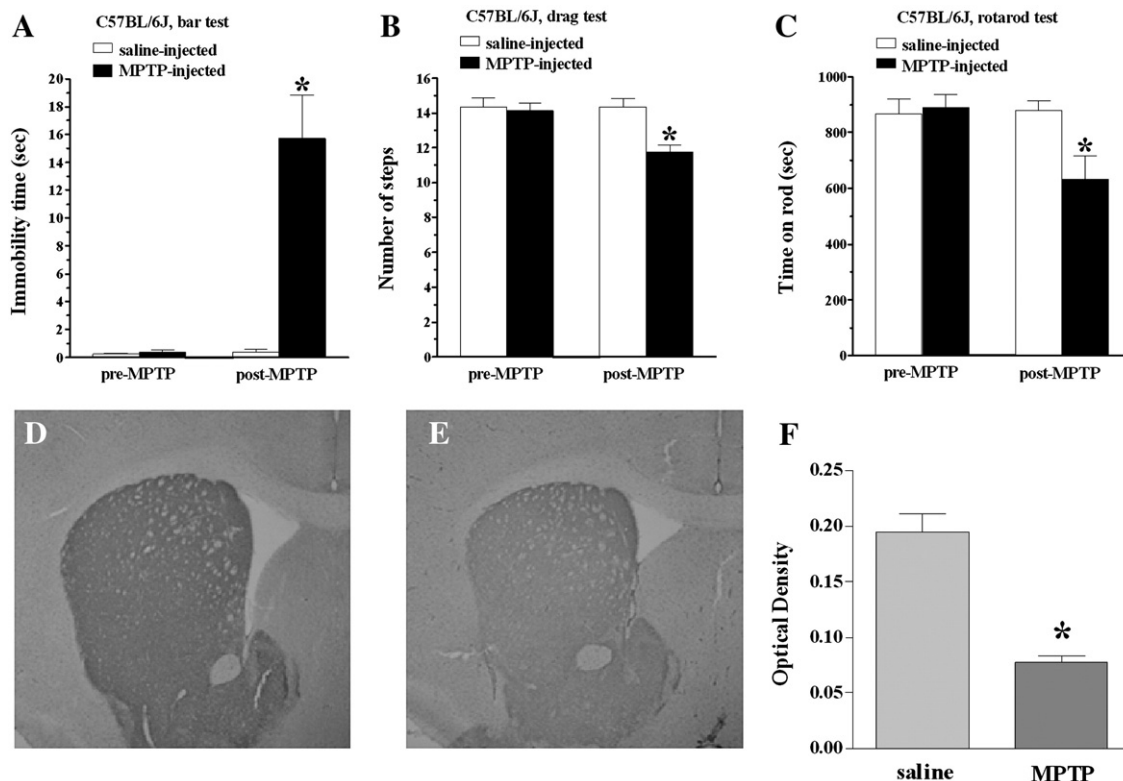 A
C57BL/6J, bar test
saline-injected
MPTP-injected
Immobility time (sec)
20
18
16
14
12
10
8
6
4
2
0
*
pre-MPTP
post-MPTP
B
C57BL/6J, drag test
saline-injected
MPTP-injected
Number of steps
16
14
12
10
8
6
4
2
0
*
pre-MPTP
post-MPTP
C
C57BL/6J, rotarod test
saline-injected
MPTP-injected
Time on rod (sec)
1000
800
600
400
200
0
*
pre-MPTP
post-MPTP
D
E
F
Optical Density
0.25
0.20
0.15
0.10
0.05
0.00
*
saline
MPTP